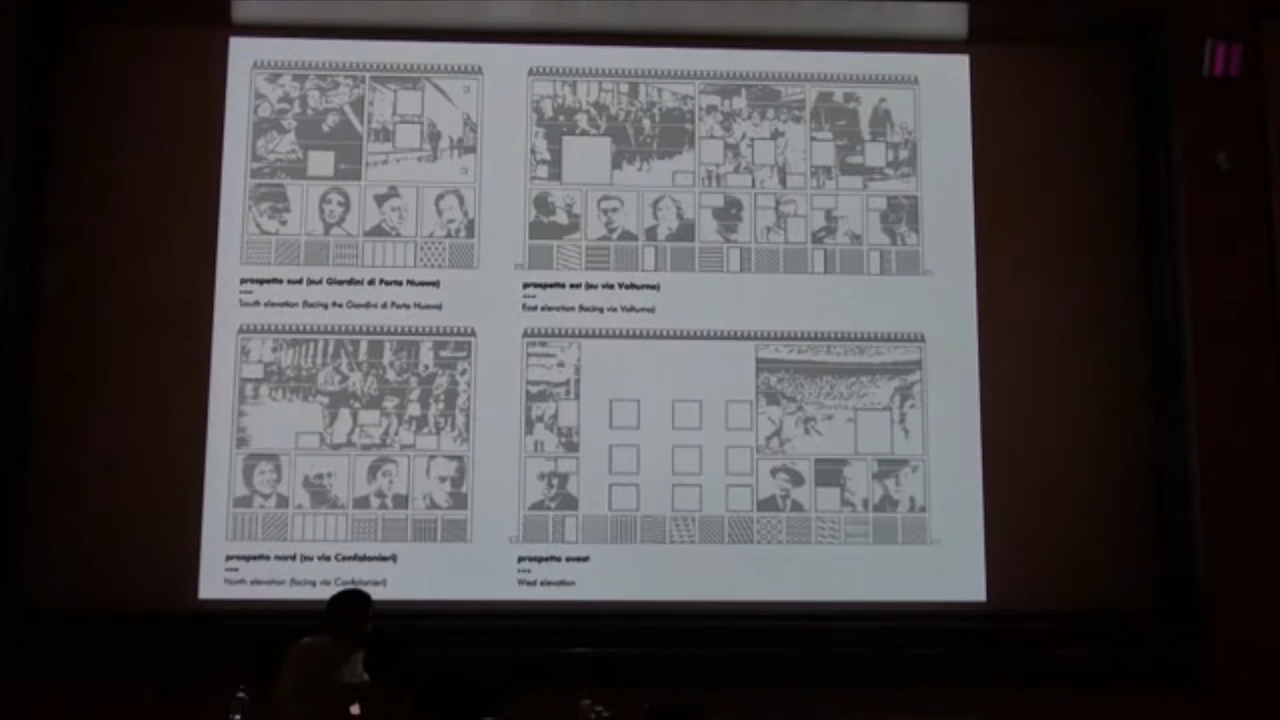 prospetto sud (sui Giardini di Porta Nuova)
---
South elevation (facing the Giardini di Porta Nuova)
prospetto est (su via Volturno)
---
East elevation (facing via Volturno)
prospetto nord (su via Confalonieri)
---
North elevation (facing via Confalonieri)
prospetto ovest
---
West elevation